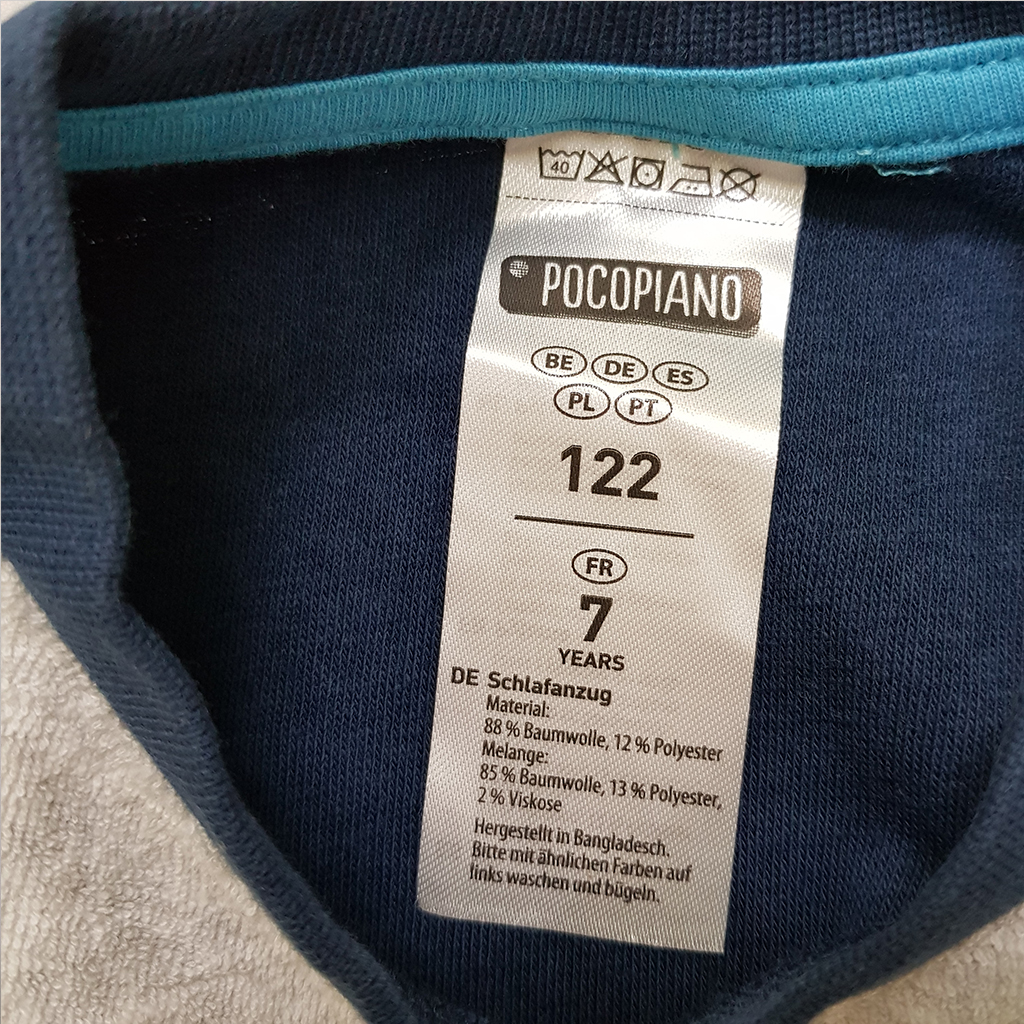 40
POCOPIANO
BE DE ES
PL PT
122
FR
7
YEARS
DE Schlafanzug
Material:
88 % Baumwolle, 12 % Polyester
Melange:
85 % Baumwolle, 13 % Polyester,
2 % Viskose
Hergestellt in Bangladesch.
Bitte mit ähnlichen Farben auf
links waschen und bügeln.